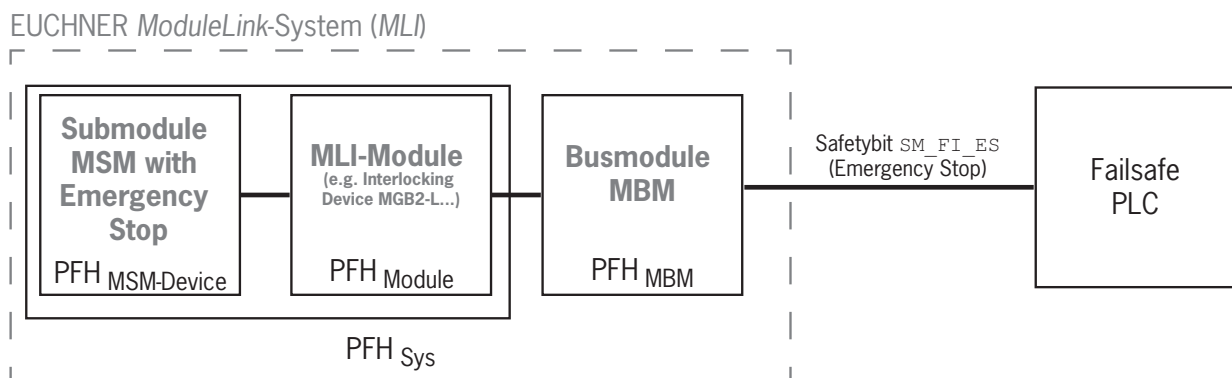 EUCHNER ModuleLink-System (MLI)
Submodule
MSM with
Emergency
Stop
PFH MSM-Device
MLI-Module
(e.g. Interlocking
Device MGB2-L...)
PFH Module
PFH Sys
Busmodule
MBM
PFH MBM
Safetybit SM_FI_ES
(Emergency Stop)
Failsafe
PLC